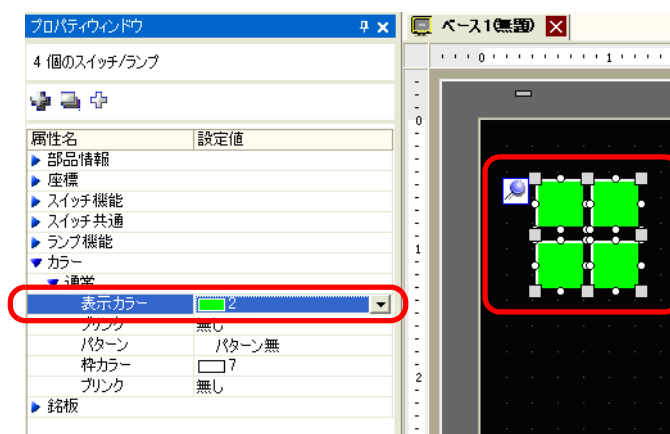 プロパティウィンドウ
4 個のスイッチ/ランプ
属性名 設定値
部品情報
座標
スイッチ機能
スイッチ共通
ランプ機能
カラー
通常
表示カラー 2
ブリンク 無し
パターン パターン無
枠カラー 7
ブリンク 無し
銘板
ベース1(無題)
0 1
0
1
2